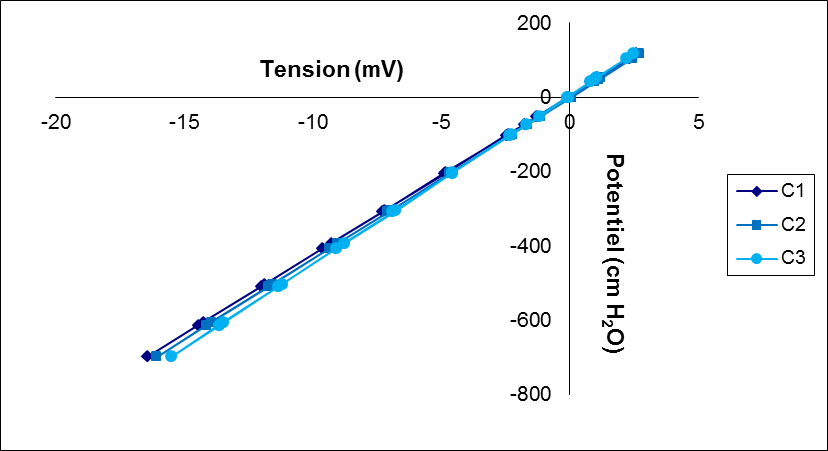 200
Tension (mV)
0
-20 -15 -10 -5 0 5
-200
-400
-600
-800
Potentiel (cm H₂O)
C1
C2
C3